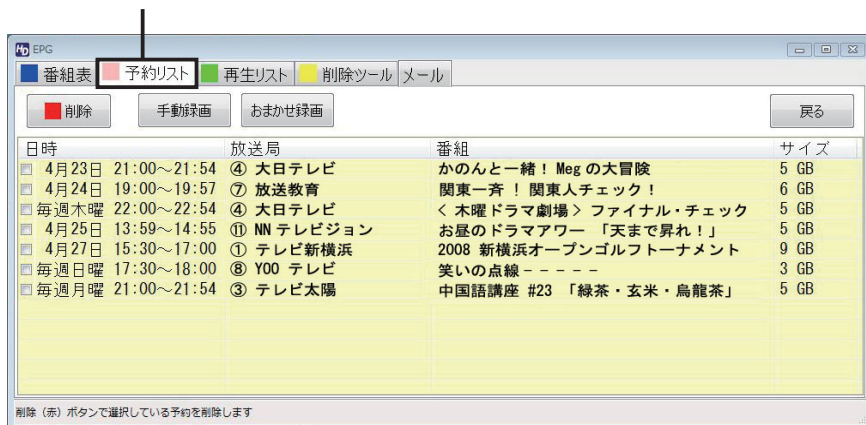 HD EPG
番組表 予約リスト 再生リスト 削除ツール メール
削除 手動録画 おまかせ録画 戻る
日時 放送局 番組 サイズ
4月23日 21:00～21:54 ④ 大日テレビ かのんと一緒！ Meg の大冒険 5 GB
4月24日 19:00～19:57 ⑦ 放送教育 関東一斉 ！ 関東人チェック！ 6 GB
毎週木曜 22:00～22:54 ④ 大日テレビ ＜ 木曜ドラマ劇場＞ ファイナル・チェック 5 GB
4月25日 13:59～14:55 ⑪ NN テレビジョン お昼のドラマアワー 「天まで昇れ！」 5 GB
4月27日 15:30～17:00 ① テレビ新横浜 2008 新横浜オープンゴルフトーナメント 9 GB
毎週日曜 17:30～18:00 ⑧ YOO テレビ 笑いの点線－－－－－ 3 GB
毎週月曜 21:00～21:54 ③ テレビ太陽 中国語講座 #23 「緑茶・玄米・烏龍茶」 5 GB
削除（赤）ボタンで選択している予約を削除します